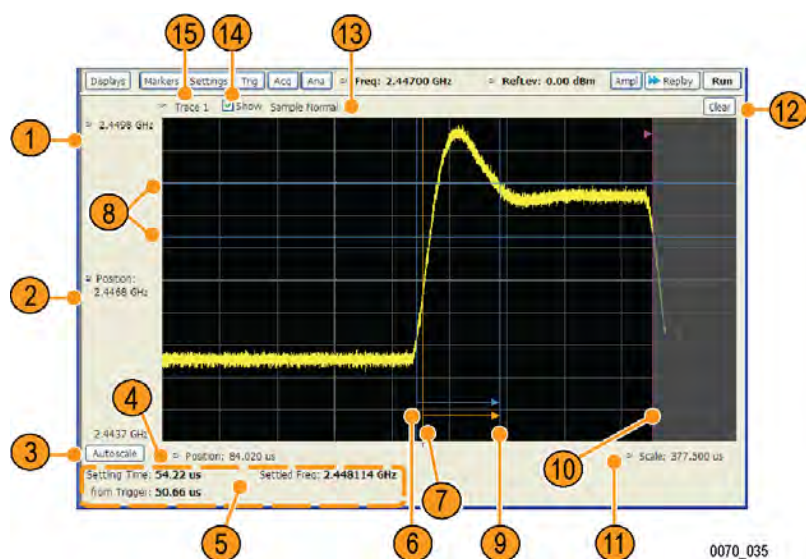 15 14 13
Displays Markers Settings Trig Acq Ana Freq: 2.44700 GHz RefLev: 0.00 dBm Ampl Replay Run
Trace 1 Show Sample Normal Clear
12
1 2.4498 GHz
8
2 Position:
2.4468 GHz
4 6 7 9 10
2.4437 GHz
3 Autoscale Position: 84.020 us Scale: 377.500 us
Setting Time: 54.22 us Settled Freq: 2.448114 GHz
from Trigger: 50.66 us
5 11
0070_035